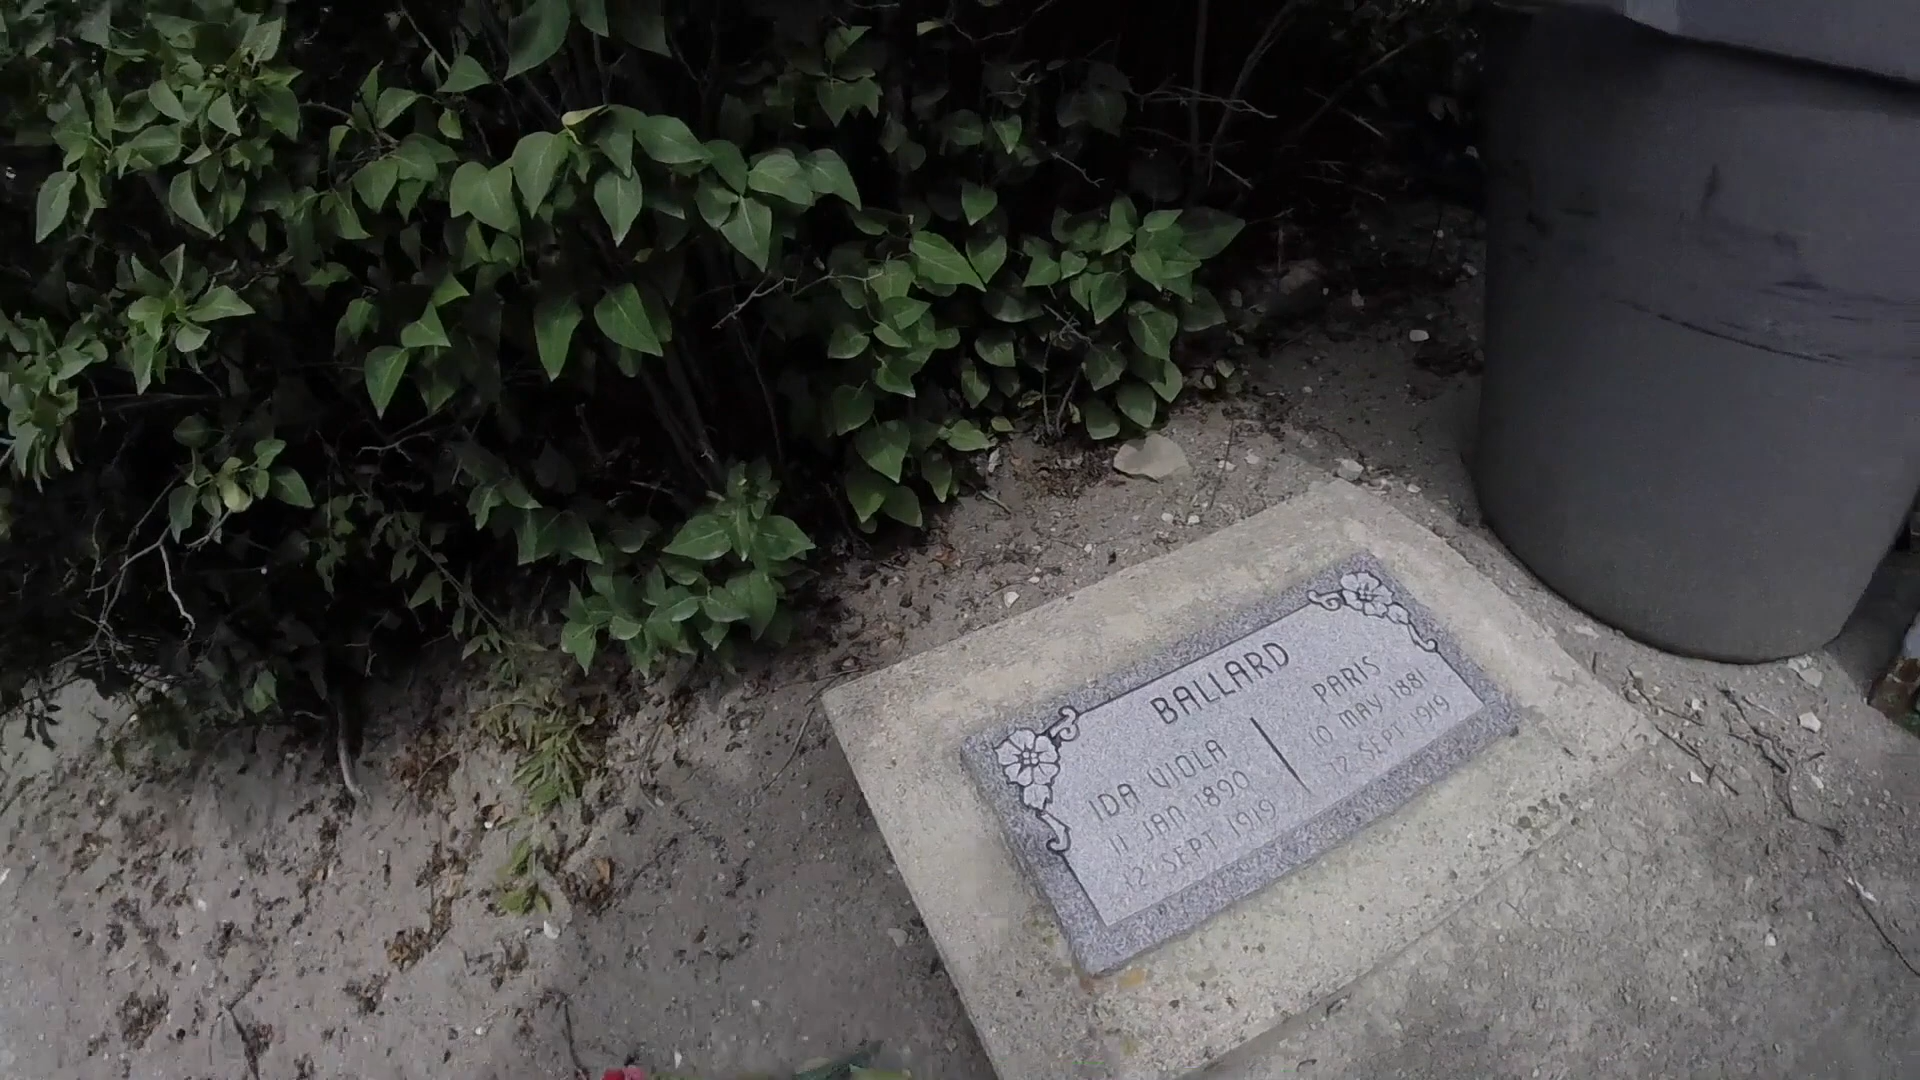 BALLARD
IDA VIOLA
11 JAN 1890
12 SEPT 1919
PARIS
10 MAY 1881
12 SEPT 1919